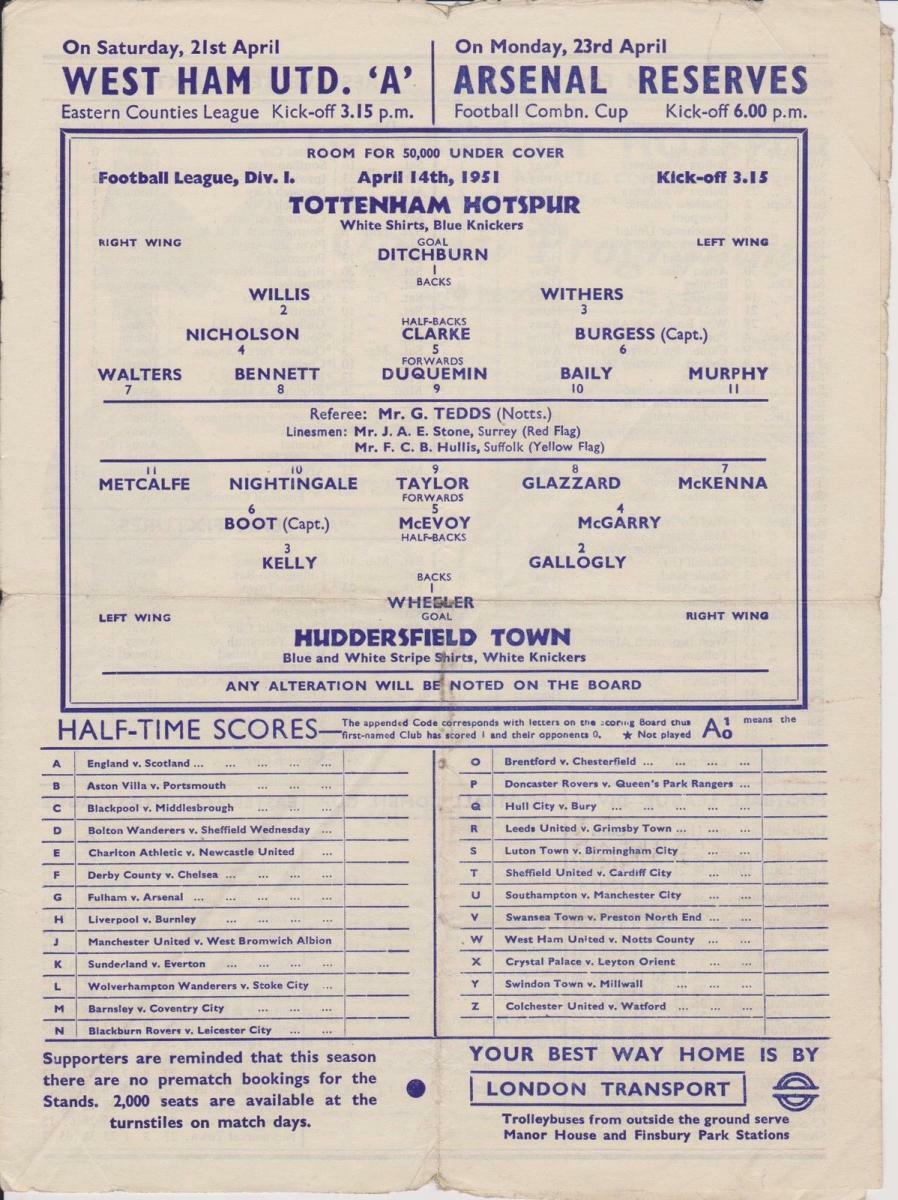 On Saturday, 21st April
WEST HAM UTD. 'A'
Eastern Counties League Kick-off 3.15 p.m.
On Monday, 23rd April
ARSENAL RESERVES
Football Combn. Cup Kick-off 6.00 p.m.
ROOM FOR 50,000 UNDER COVER
Football League, Div. I. April 14th, 1951 Kick-off 3.15
TOTTENHAM HOTSPUR
White Shirts, Blue Knickers
RIGHT WING GOAL LEFT WING
DITCHBURN
1
BACKS
WILLIS WITHERS
2 3
HALF-BACKS
NICHOLSON CLARKE BURGESS (Capt.)
4 5 6
FORWARDS
WALTERS BENNETT DUQUEMIN BAILY MURPHY
7 8 9 10 11
Referee: Mr. G. TEDDS (Notts.)
Linesmen: Mr. J. A. E. Stone, Surrey (Red Flag)
Mr. F. C. B. Hullis, Suffolk (Yellow Flag)
11 10 9 8 7
METCALFE NIGHTINGALE TAYLOR GLAZZARD McKENNA
FORWARDS
6 5 4
BOOT (Capt.) McEVOY McGARRY
HALF-BACKS
3 2
KELLY GALLOGLY
BACKS
1
WHEELER
LEFT WING GOAL RIGHT WING
HUDDERSFIELD TOWN
Blue and White Stripe Shirts, White Knickers
ANY ALTERATION WILL BE NOTED ON THE BOARD
HALF-TIME SCORES—The appended Code corresponds with letters on the scoring Board thus A 1 0 means the
first-named Club has scored 1 and their opponents 0. ★ Not played
A England v. Scotland ... ... ... ...
B Aston Villa v. Portsmouth ... ... ...
C Blackpool v. Middlesbrough ... ...
D Bolton Wanderers v. Sheffield Wednesday ...
E Charlton Athletic v. Newcastle United ...
F Derby County v. Chelsea ... ... ... ...
G Fulham v. Arsenal ... ... ... ...
H Liverpool v. Burnley ... ... ...
J Manchester United v. West Bromwich Albion
K Sunderland v. Everton ... ... ...
L Wolverhampton Wanderers v. Stoke City ...
M Barnsley v. Coventry City ... ...
N Blackburn Rovers v. Leicester City ... ...
O Brentford v. Chesterfield ... ... ... ...
P Doncaster Rovers v. Queen's Park Rangers ...
Q Hull City v. Bury ... ... ... ...
R Leeds United v. Grimsby Town ... ... ...
S Luton Town v. Birmingham City ... ...
T Sheffield United v. Cardiff City ... ...
U Southampton v. Manchester City ... ...
V Swansea Town v. Preston North End ... ...
W West Ham United v. Notts County ... ...
X Crystal Palace v. Leyton Orient ... ...
Y Swindon Town v. Millwall ... ... ...
Z Colchester United v. Watford ... ... ...
Supporters are reminded that this season
there are no prematch bookings for the
Stands. 2,000 seats are available at the
turnstiles on match days.
YOUR BEST WAY HOME IS BY
LONDON TRANSPORT
Trolleybuses from outside the ground serve
Manor House and Finsbury Park Stations